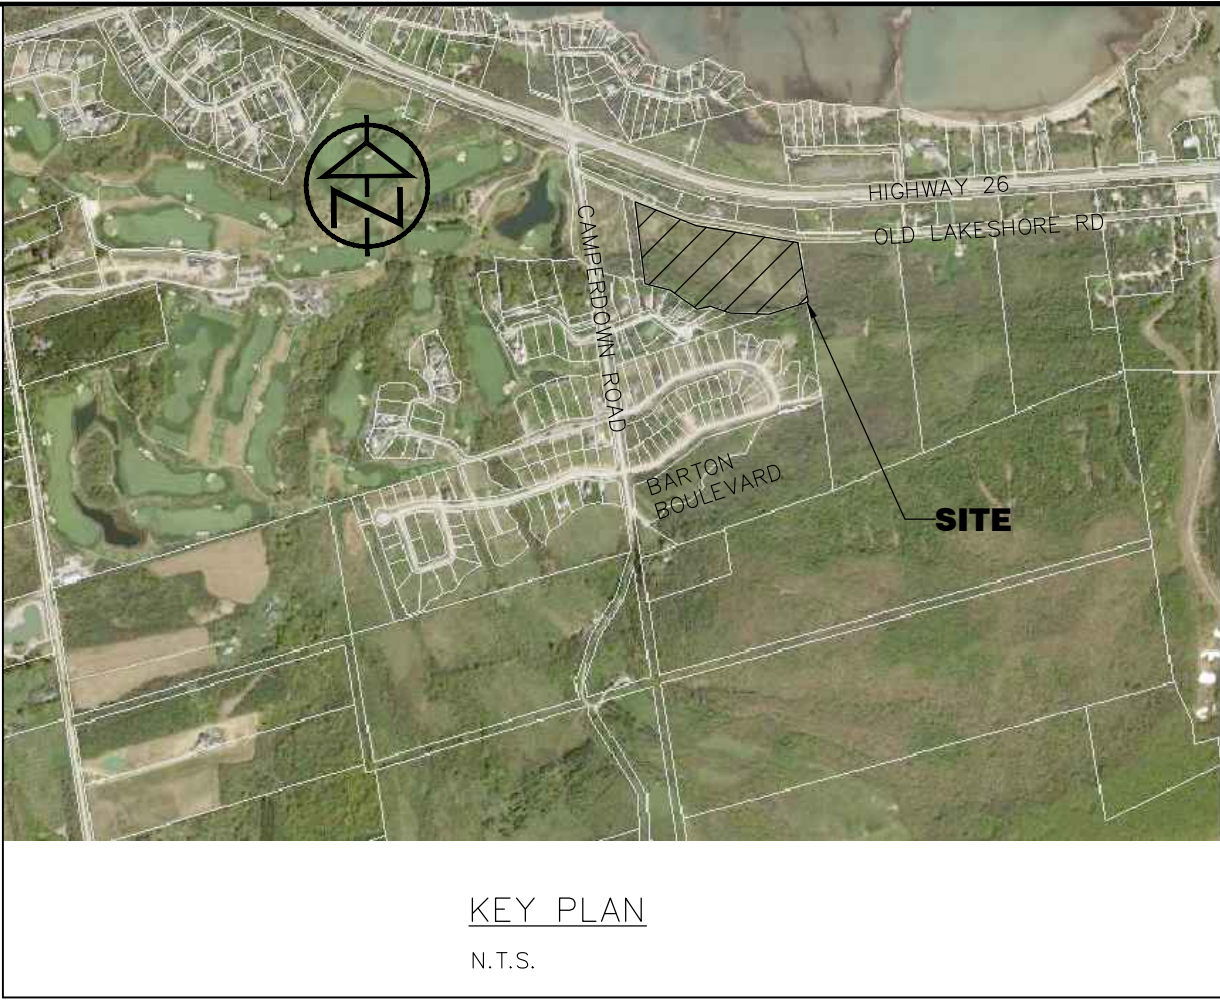 N
HIGHWAY 26
OLD LAKESHORE RD
CAMPERDOWN ROAD
BARTON
BOULEVARD
SITE
KEY PLAN
N.T.S.